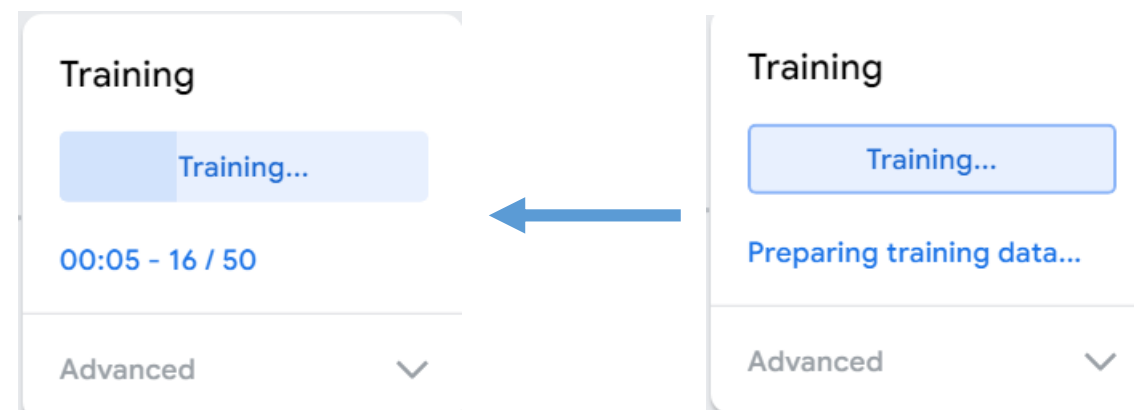 Training
Training...
00:05 - 16 / 50
Advanced
Training
Training...
Preparing training data...
Advanced